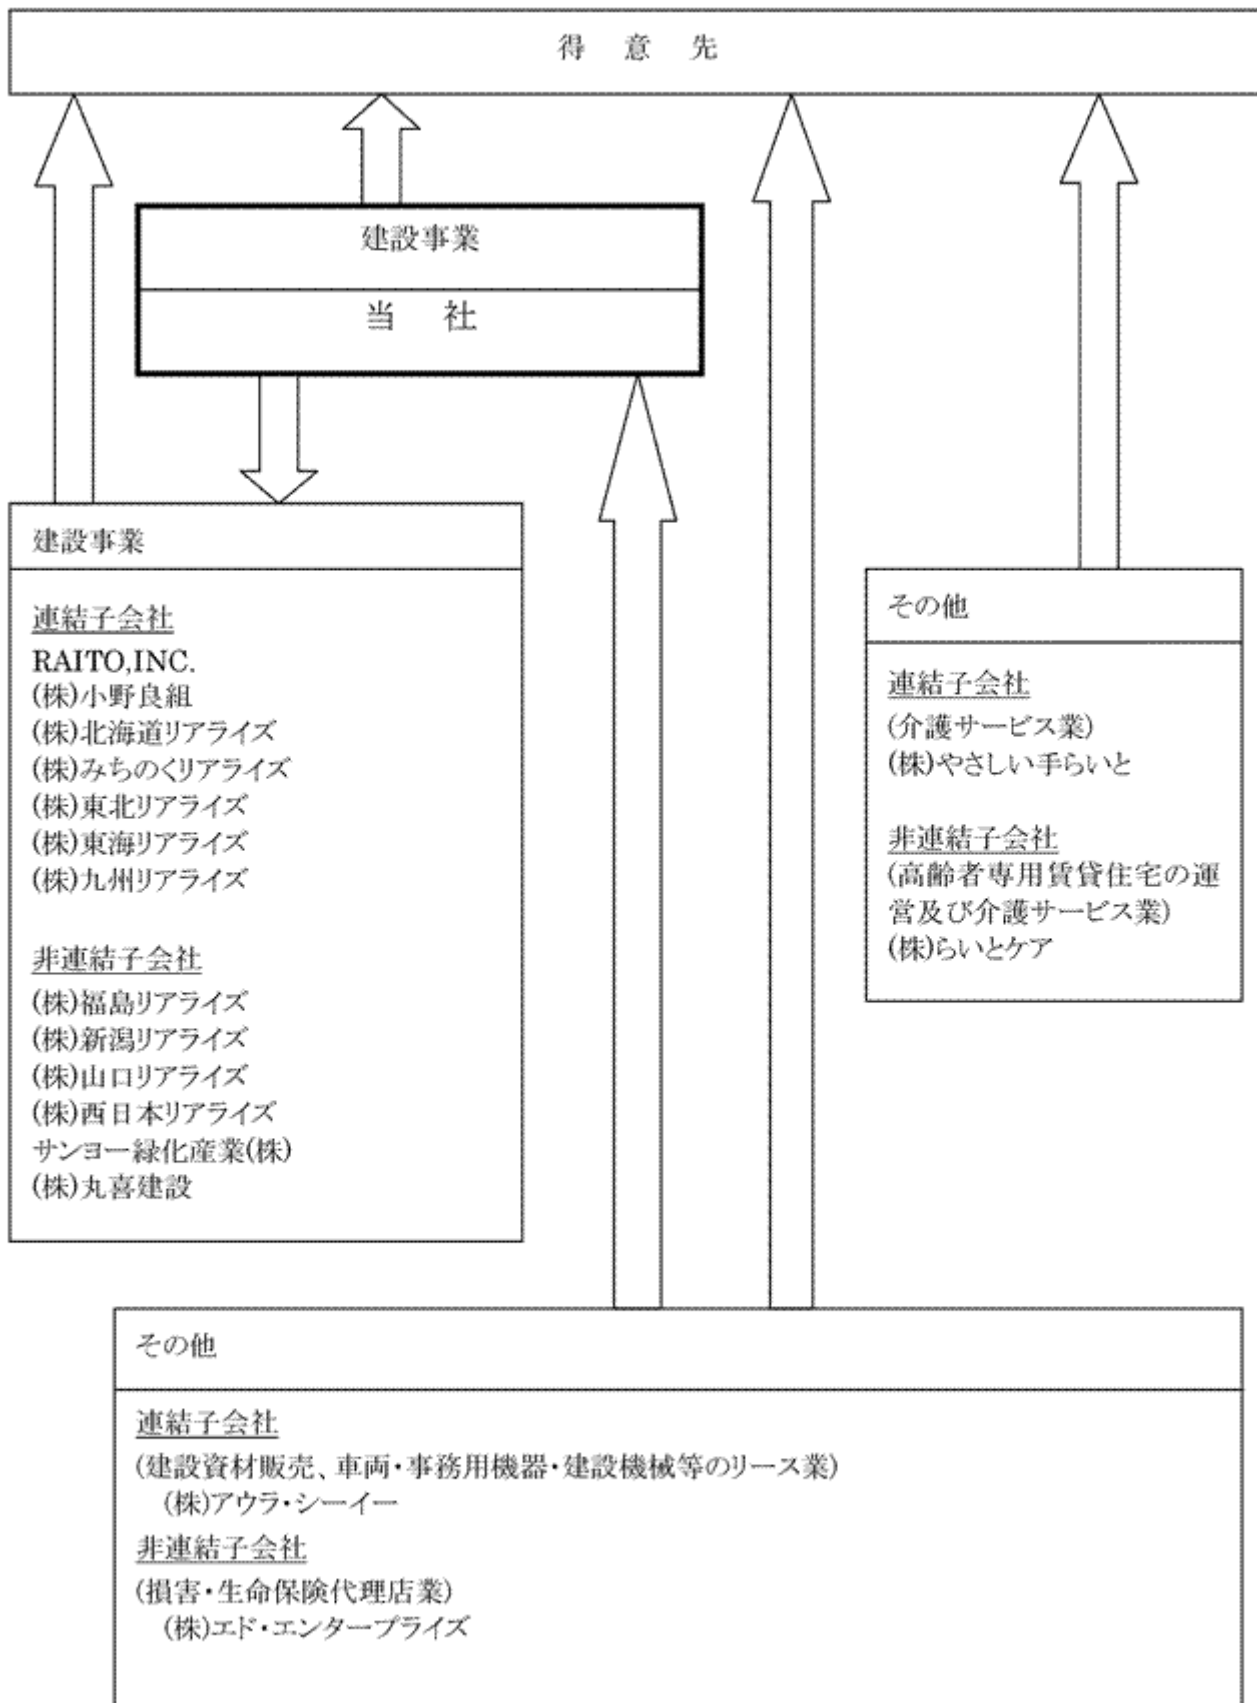 得 意 先
建設事業
当 社
建設事業
連結子会社
RAITO,INC.
(株)小野良組
(株)北海道リアライズ
(株)みちのくリアライズ
(株)東北リアライズ
(株)東海リアライズ
(株)九州リアライズ
非連結子会社
(株)福島リアライズ
(株)新潟リアライズ
(株)山口リアライズ
(株)西日本リアライズ
サンヨー緑化産業(株)
(株)丸喜建設
その他
連結子会社
(介護サービス業)
(株)やさしい手らいと
非連結子会社
(高齢者専用賃貸住宅の運
営及び介護サービス業)
(株)らいとケア
その他
連結子会社
(建設資材販売、車両・事務用機器・建設機械等のリース業)
(株)アウラ・シーイー
非連結子会社
(損害・生命保険代理店業)
(株)エド・エンタープライズ